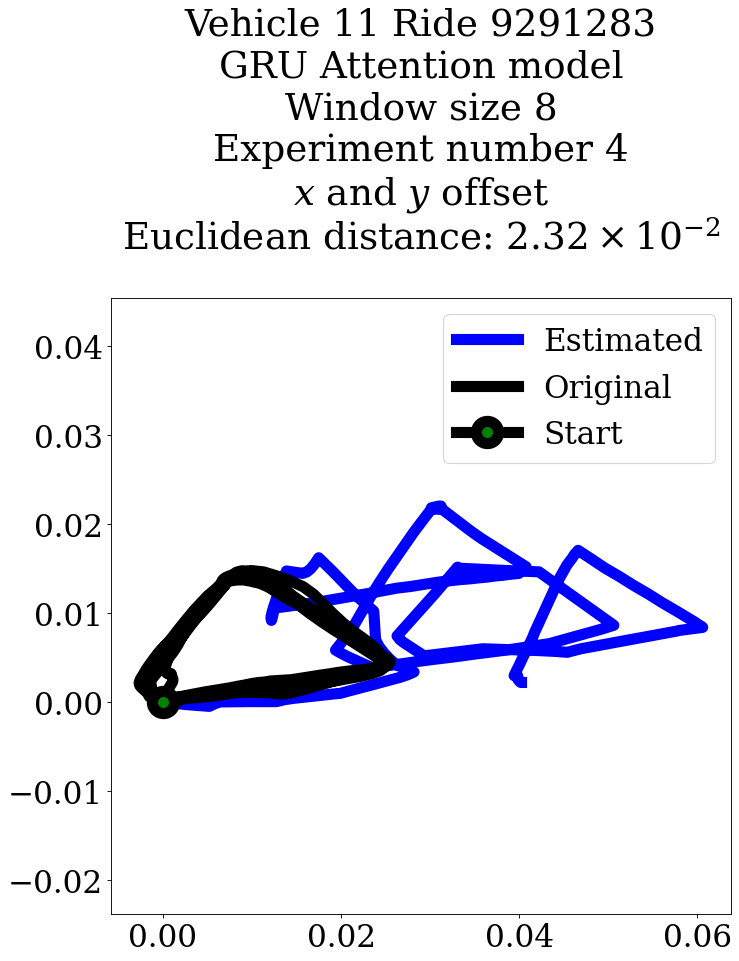 Vehicle 11 Ride 9291283
GRU Attention model
Window size 8
Experiment number 4
x and y offset
Euclidean distance: 2.32 × 10⁻²
Estimated
Original
Start
0.04
0.03
0.02
0.01
0.00
−0.01
−0.02
0.00 0.02 0.04 0.06